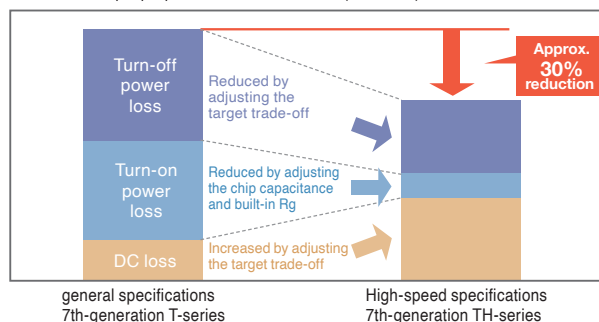 Turn-off
power
loss
Reduced by
adjusting the
target trade-off
Approx.
30%
reduction
Turn-on
power
loss
Reduced by adjusting
the chip capacitance
and built-in Rg
DC loss
Increased by adjusting
the target trade-off
general specifications
7th-generation T-series
High-speed specifications
7th-generation TH-series